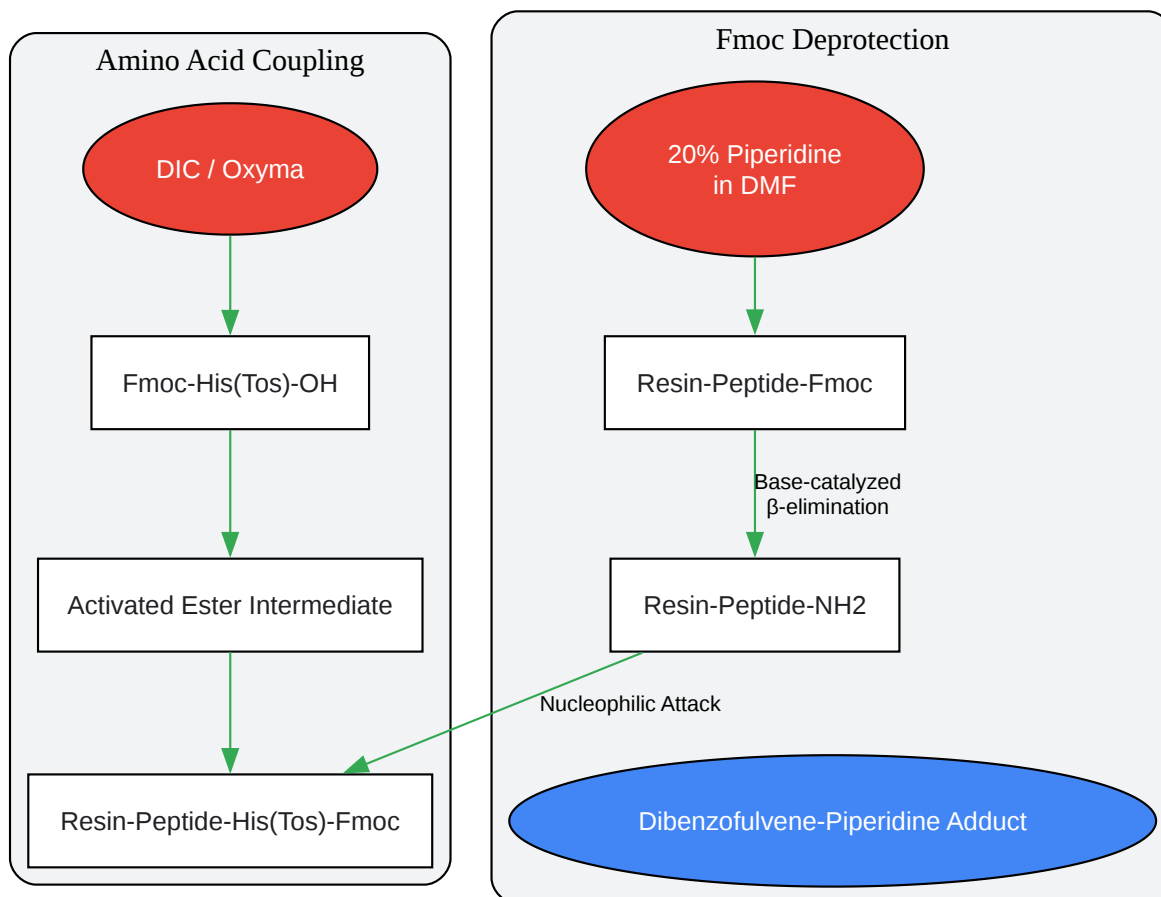 Amino Acid Coupling
DIC / Oxyma
Fmoc-His(Tos)-OH
Activated Ester Intermediate
Resin-Peptide-His(Tos)-Fmoc
Fmoc Deprotection
20% Piperidine
in DMF
Resin-Peptide-Fmoc
Base-catalyzed
β-elimination
Resin-Peptide-NH2
Nucleophilic Attack
Dibenzofulvene-Piperidine Adduct